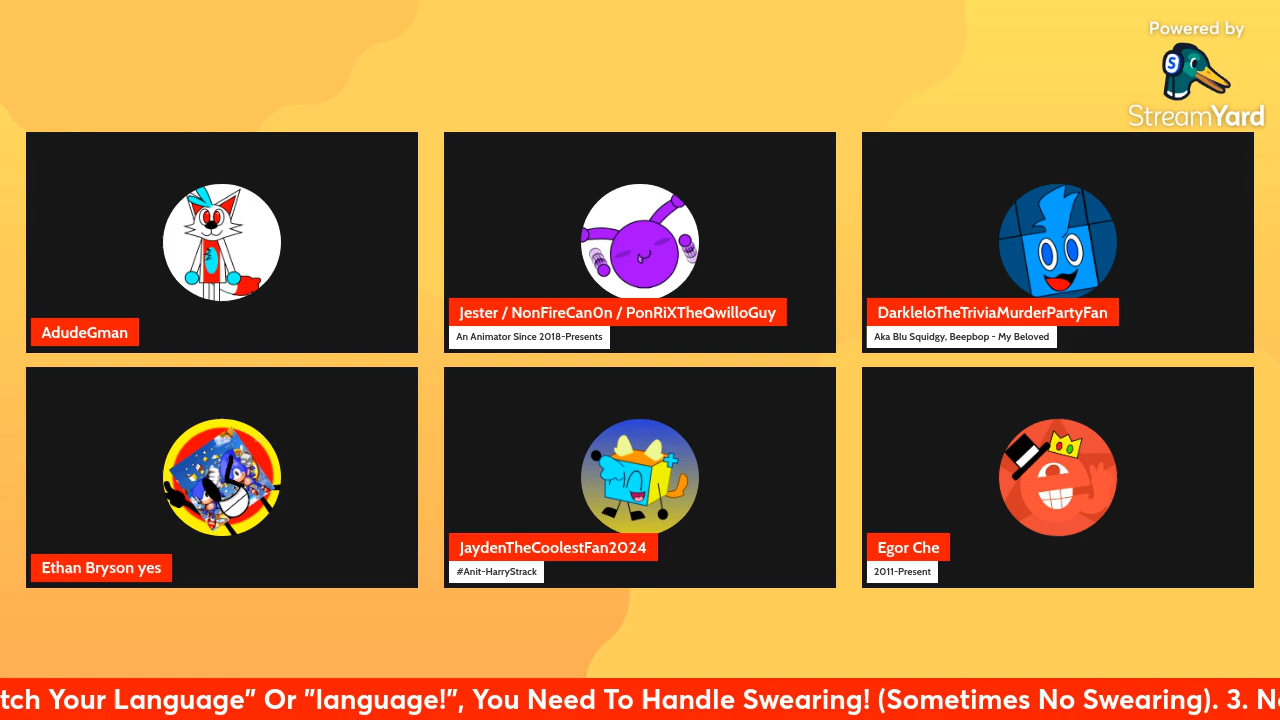 Powered by
StreamYard
AdudeGman
Jester / NonFireCan0n / PonRiXTheQwilloGuy
An Animator Since 2018-Presents
DarkleloTheTriviaMurderPartyFan
Aka Blu Squidgy, Beepbop - My Beloved
Ethan Bryson yes
JaydenTheCoolestFan2024
#Anit-HarryStrack
Egor Che
2011-Present
tch Your Language" Or "language!", You Need To Handle Swearing! (Sometimes No Swearing). 3. N